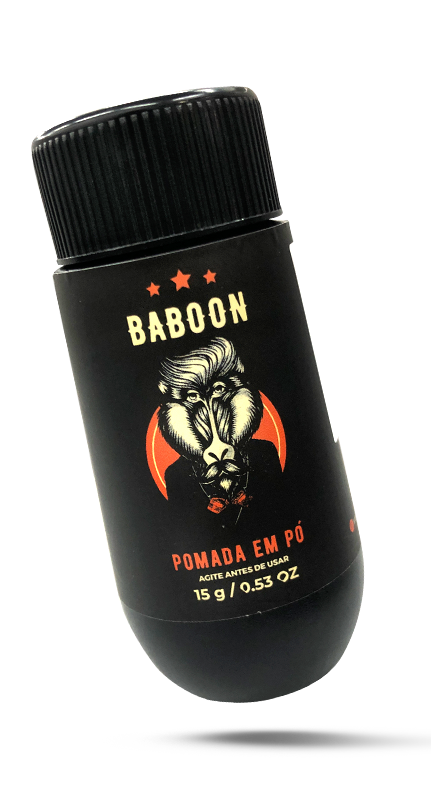 BABOON
POMADA EM PÓ
AGITE ANTES DE USAR
15 g / 0.53 OZ